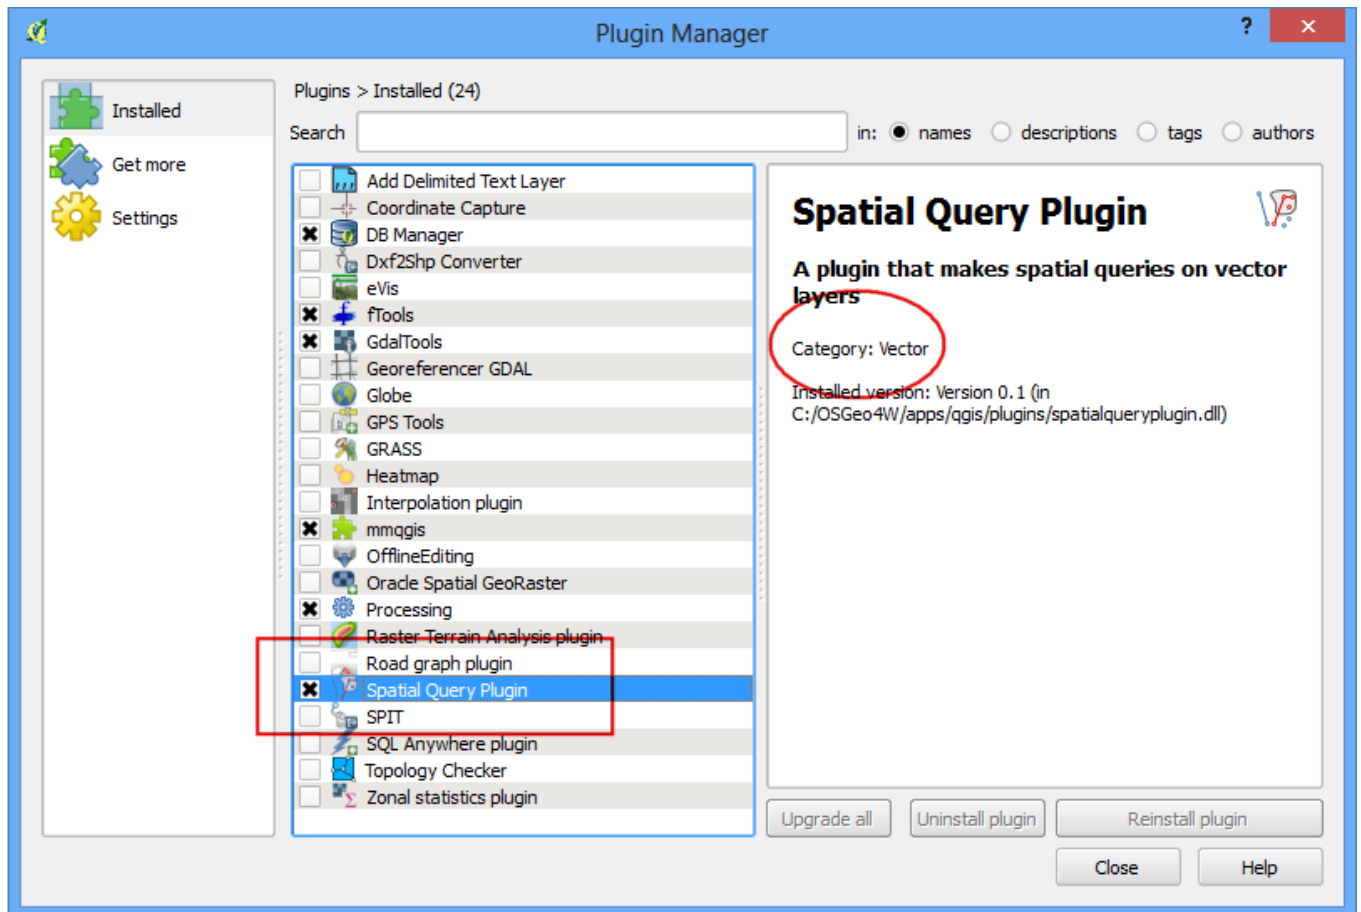 Plugin Manager
?
Installed
Get more
Settings
Plugins > Installed (24)
Search
in: names descriptions tags authors
Add Delimited Text Layer
Coordinate Capture
DB Manager
Dxf2Shp Converter
eVis
fTools
GdalTools
Georeferencer GDAL
Globe
GPS Tools
GRASS
Heatmap
Interpolation plugin
mmqgis
OfflineEditing
Oracle Spatial GeoRaster
Processing
Raster Terrain Analysis plugin
Road graph plugin
Spatial Query Plugin
SPIT
SQL Anywhere plugin
Topology Checker
Zonal statistics plugin
Spatial Query Plugin
A plugin that makes spatial queries on vector
layers
Category: Vector
Installed version: Version 0.1 (in
C:/OSGeo4W/apps/qgis/plugins/spatialqueryplugin.dll)
Upgrade all Uninstall plugin Reinstall plugin
Close Help